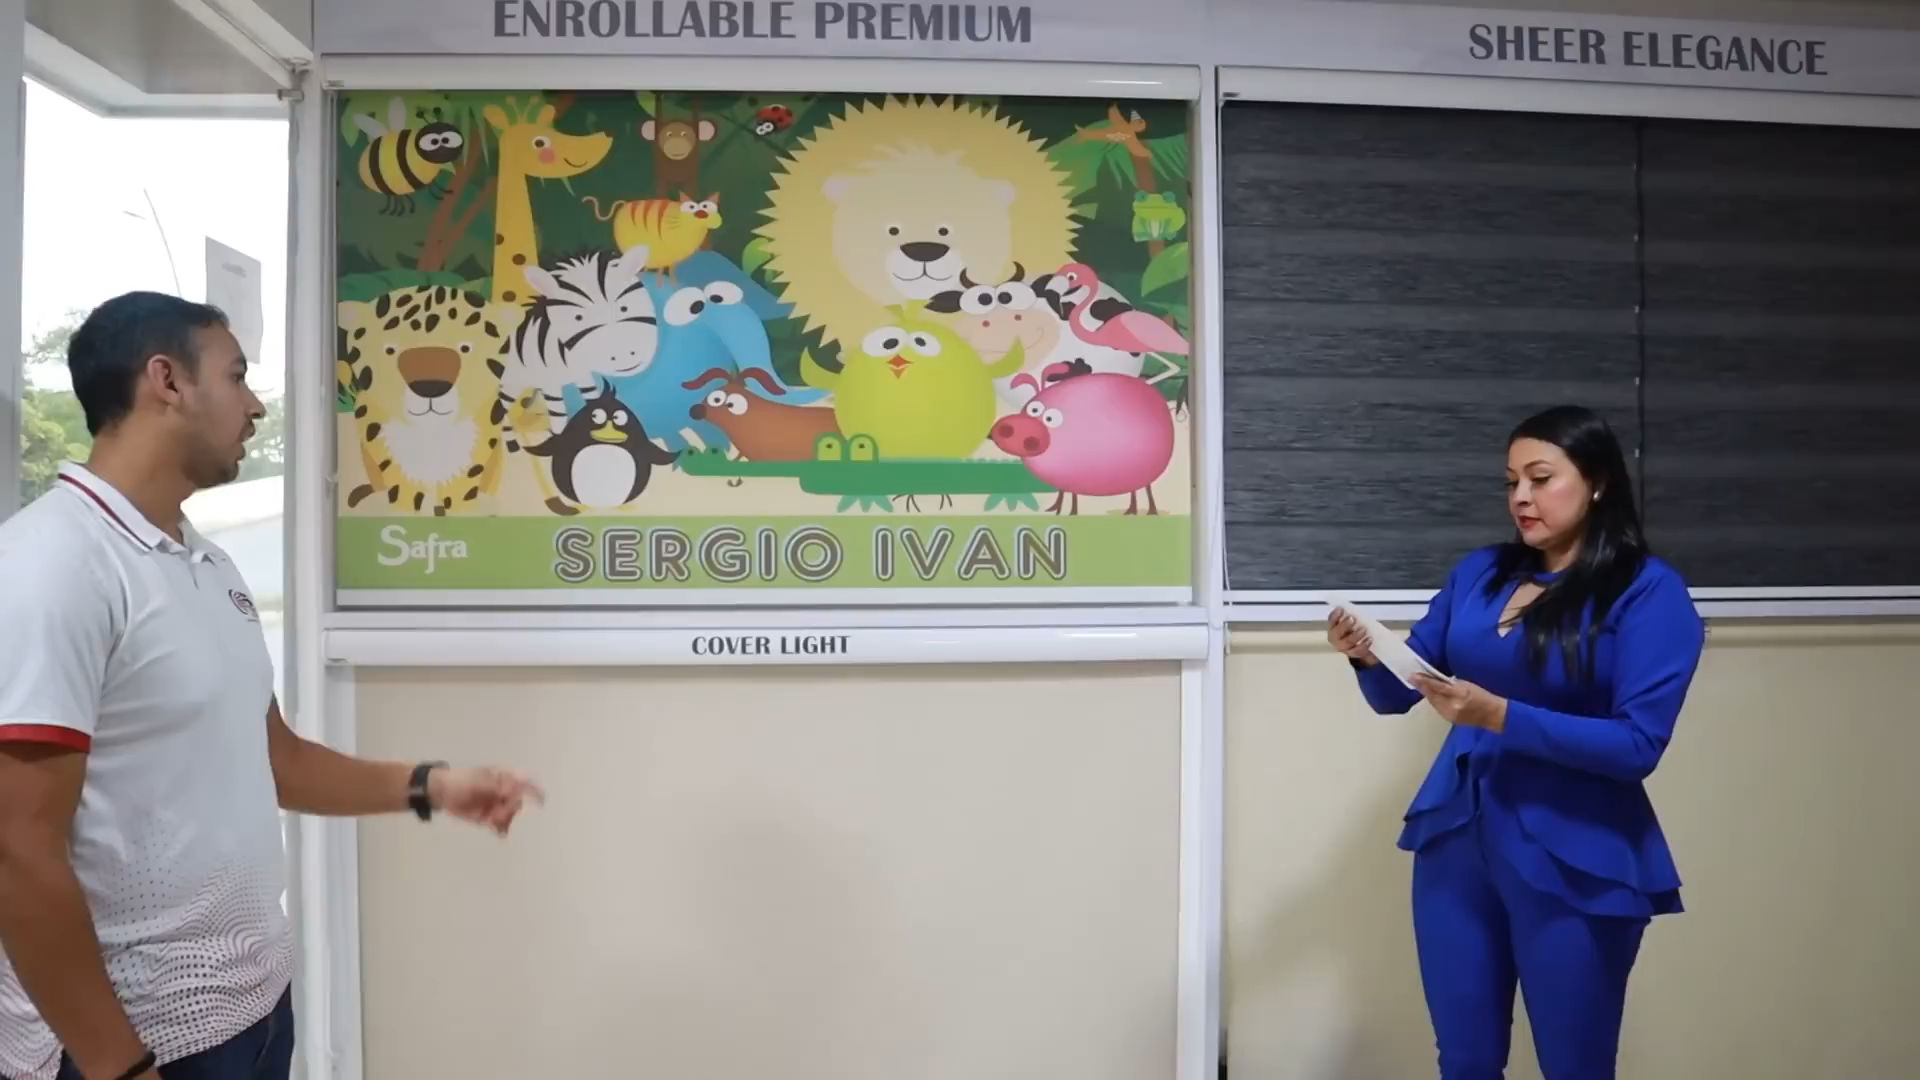 ENROLLABLE PREMIUM
SHEER ELEGANCE
Safra
SERGIO IVAN
COVER LIGHT